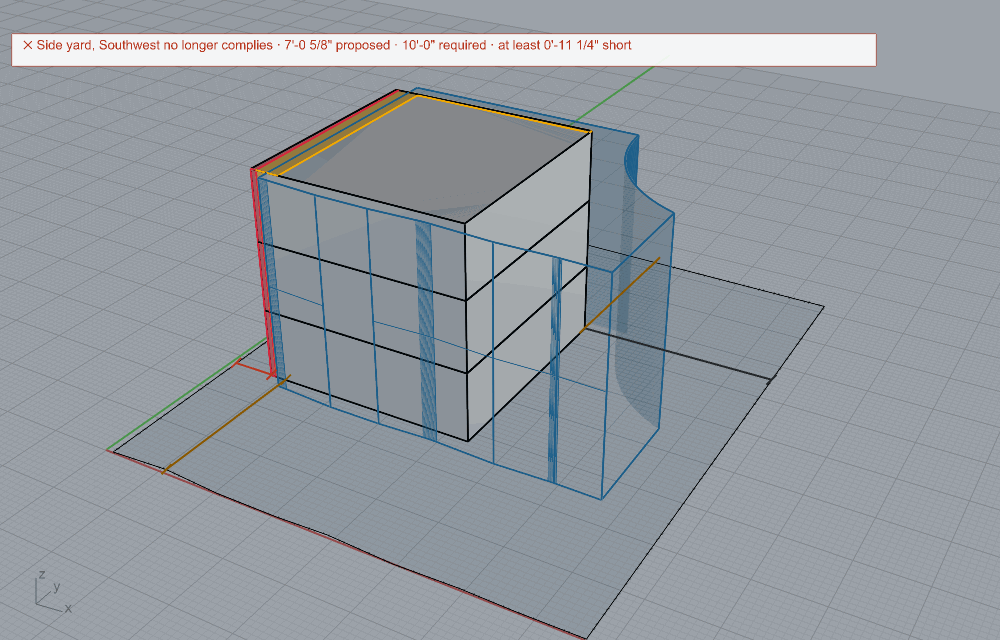 ✕ Side yard, Southwest no longer complies · 7'-0 5/8" proposed · 10'-0" required · at least 0'-11 1/4" short
z
y
x